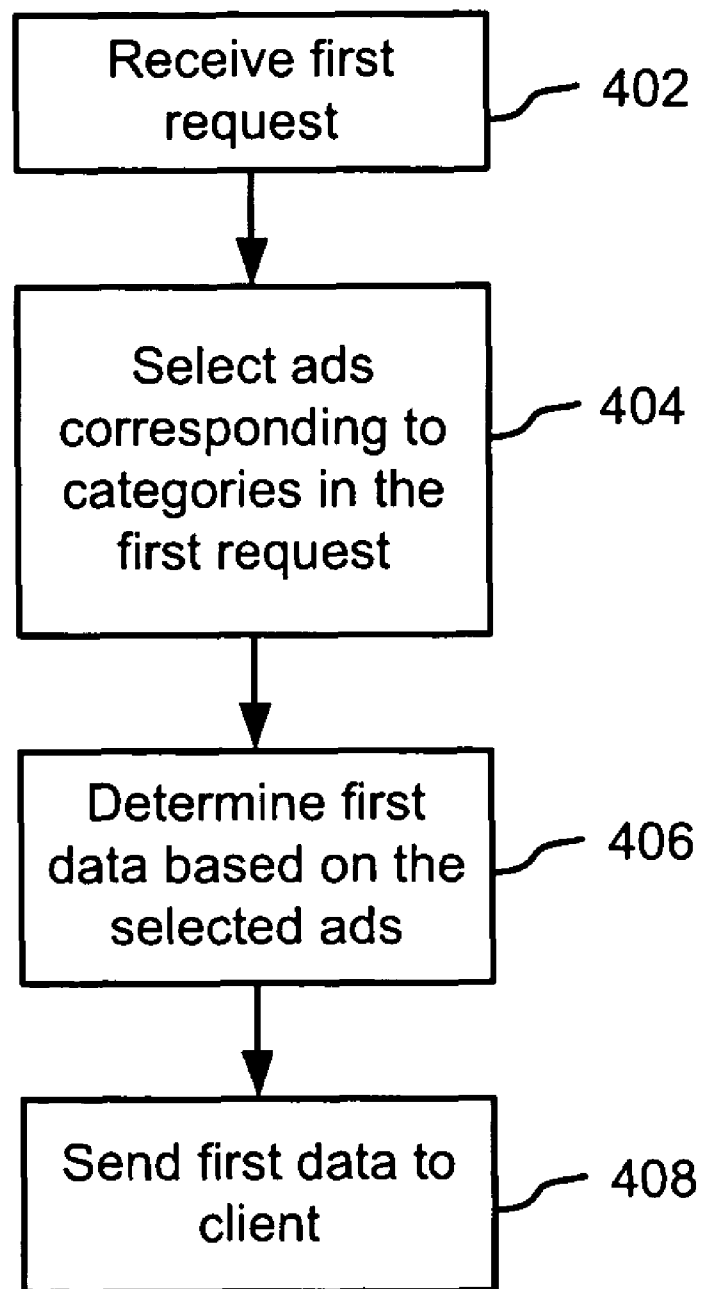 Receive first
request
402
Select ads
corresponding to
categories in the
first request
404
Determine first
data based on the
selected ads
406
Send first data to
client
408